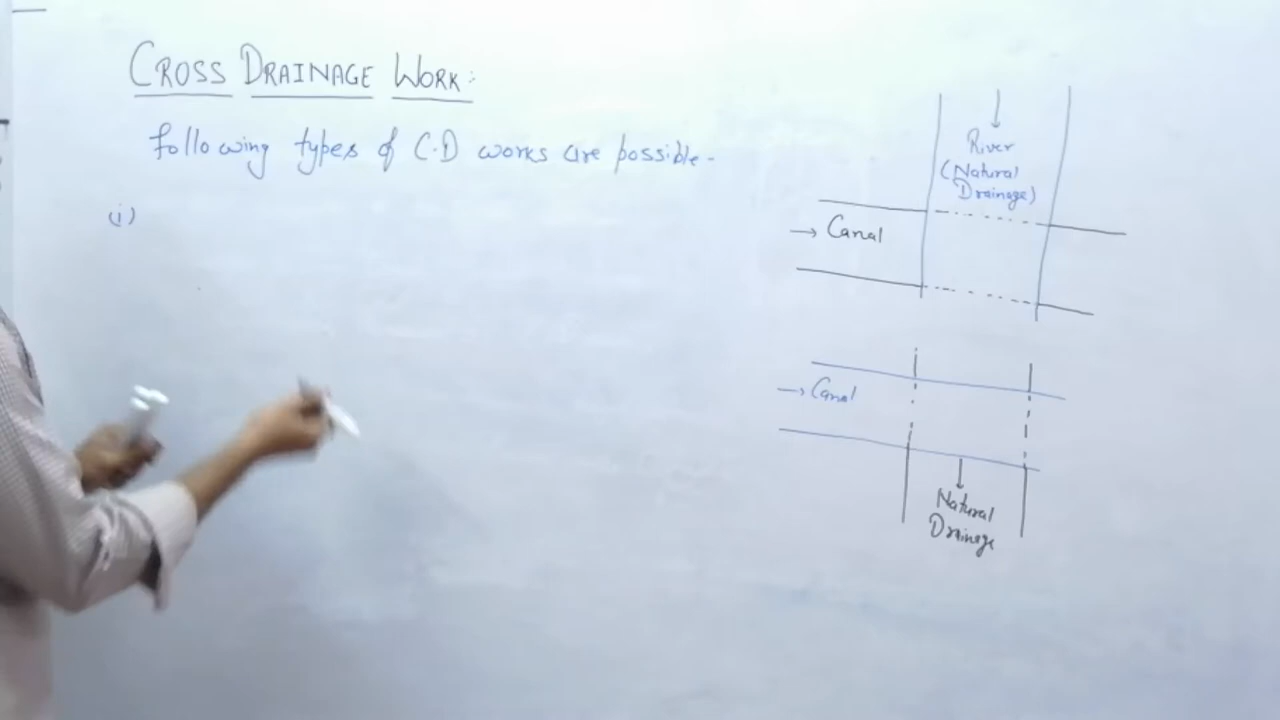 CROSS DRAINAGE WORK:
following types of C.D works are possible-
(i)
↓
River
(Natural
Drainage)
→ Canal
→ Canal
↓
Natural
Drainage